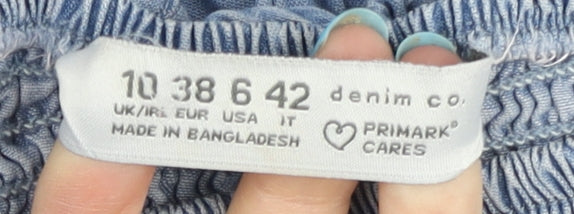 10 38 6 42
UK/IRL EUR USA IT
MADE IN BANGLADESH
denim co.
PRIMARK®
CARES